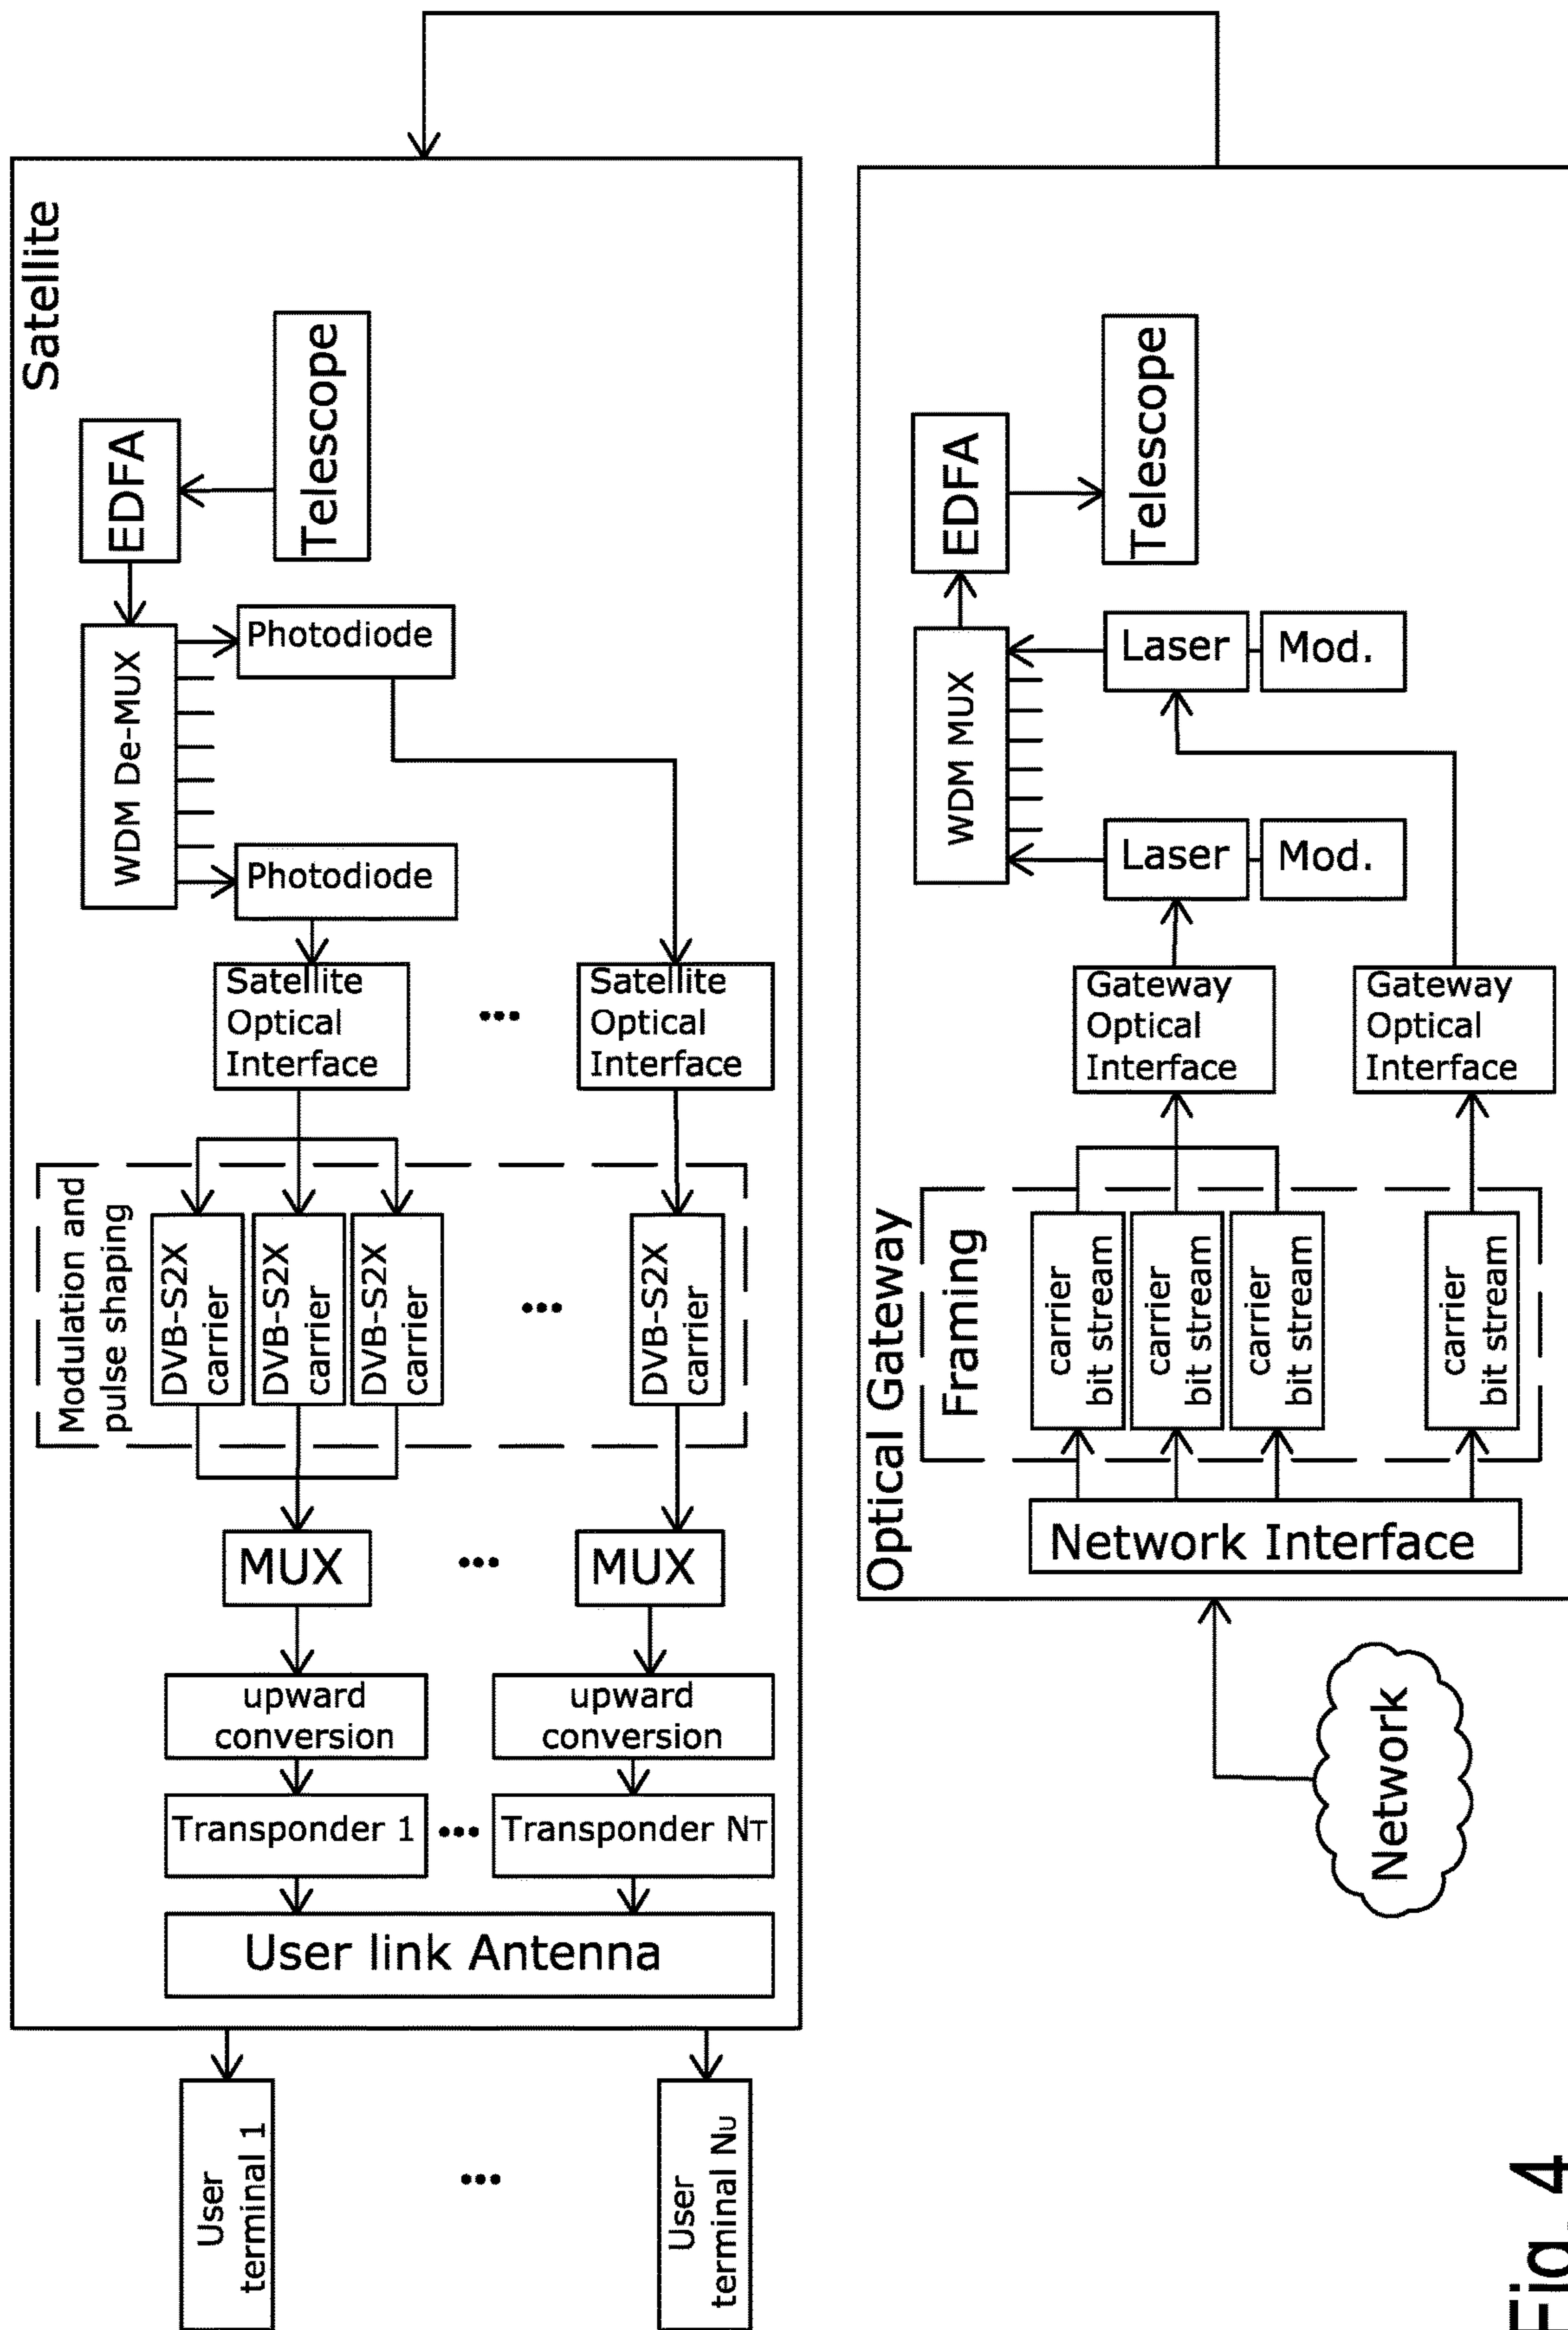 Satellite
EDFA
Telescope
WDM De-MUX
Photodiode
Photodiode
Satellite
Optical
Interface
...
Satellite
Optical
Interface
Modulation and
pulse shaping
DVB-S2X
carrier
DVB-S2X
carrier
DVB-S2X
carrier
...
DVB-S2X
carrier
MUX
...
MUX
upward
conversion
upward
conversion
Transponder 1
...
Transponder NT
User link Antenna
User
terminal 1
...
User
terminal NU
Optical Gateway
EDFA
Telescope
WDM MUX
Laser
Mod.
Laser
Mod.
Gateway
Optical
Interface
Gateway
Optical
Interface
Framing
carrier
bit stream
carrier
bit stream
carrier
bit stream
carrier
bit stream
Network Interface
Network
Fig. 4